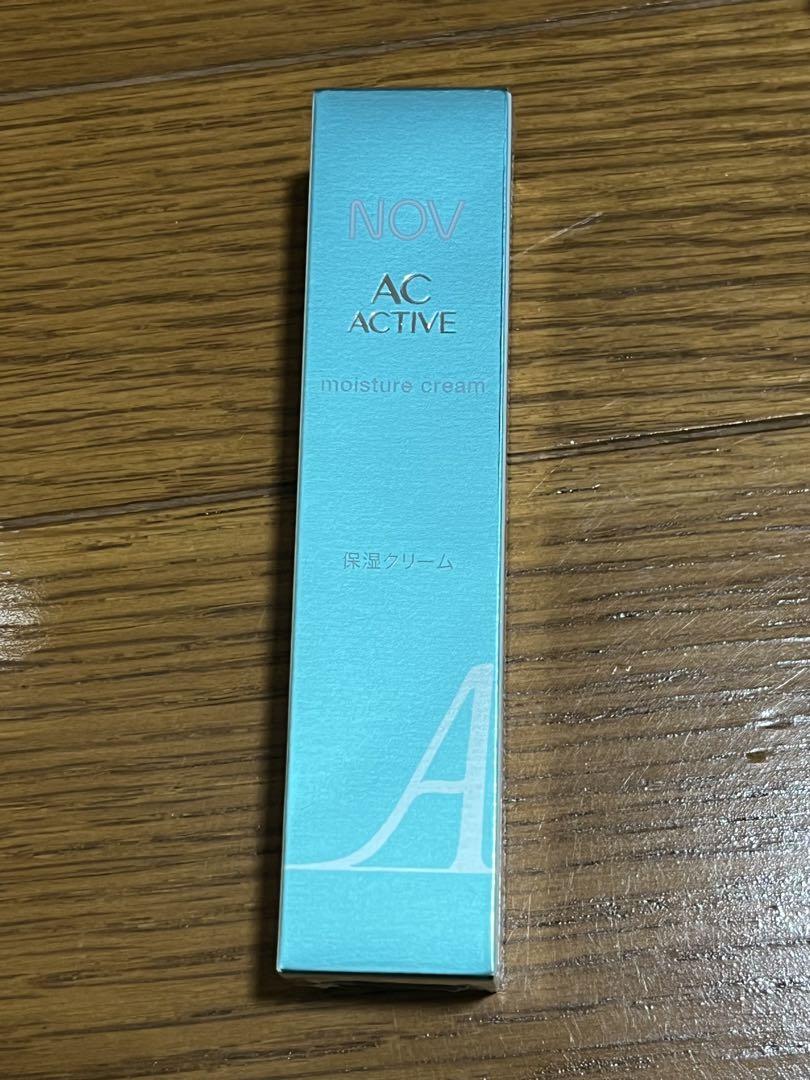 NOV
AC
ACTIVE
moisture cream
保湿クリーム
A